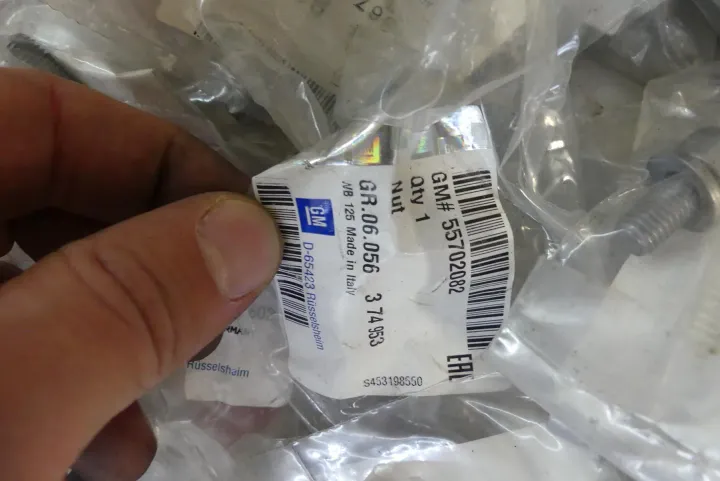 GM# 55702082
Qty 1
Nut
GR.06.056 3 74 953
WB 125 Made in Italy
GM
D-65423 Rüsselsheim
S453198550
EAC
Rüsselsheim